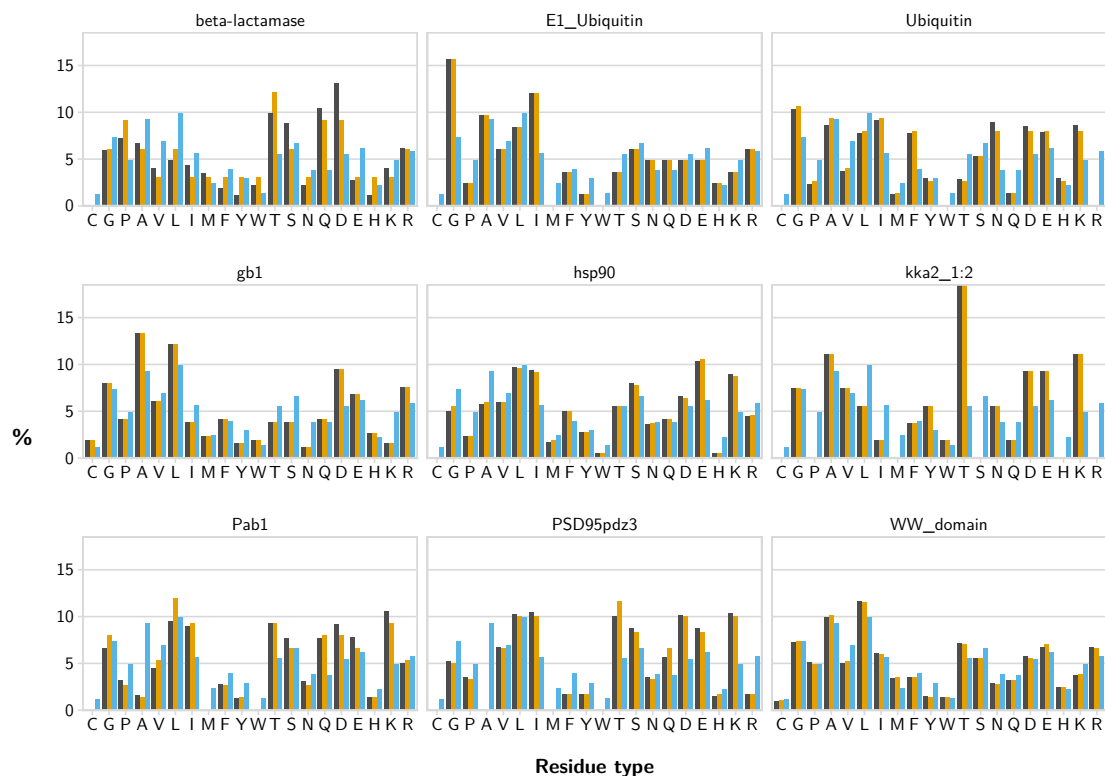 beta-lactamase E1_Ubiquitin Ubiquitin
15
10
5
0
C G P A V L I M F Y W T S N Q D E H K R C G P A V L I M F Y W T S N Q D E H K R C G P A V L I M F Y W T S N Q D E H K R
gb1 hsp90 kka2_1:2
15
10
5
0
C G P A V L I M F Y W T S N Q D E H K R C G P A V L I M F Y W T S N Q D E H K R C G P A V L I M F Y W T S N Q D E H K R
%
Pab1 PSD95pdz3 WW_domain
15
10
5
0
C G P A V L I M F Y W T S N Q D E H K R C G P A V L I M F Y W T S N Q D E H K R C G P A V L I M F Y W T S N Q D E H K R
Residue type